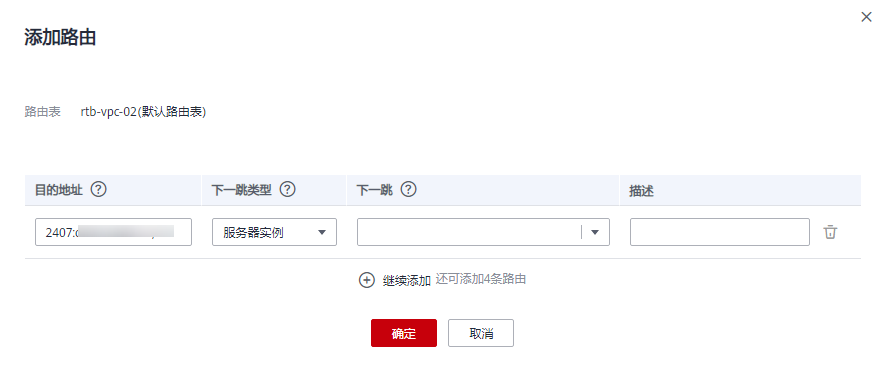 添加路由
路由表 rtb-vpc-02(默认路由表)
目的地址 下一跳类型 下一跳 描述
2407: 服务器实例
继续添加 还可添加4条路由
确定 取消